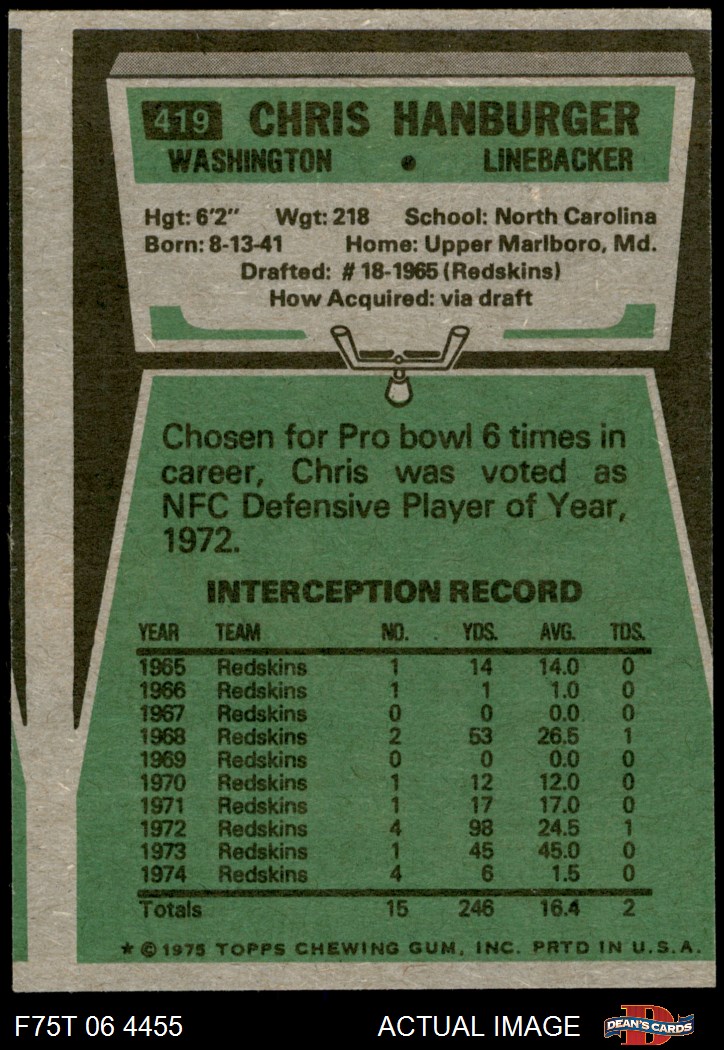 419 CHRIS HANBURGER
WASHINGTON • LINEBACKER
Hgt: 6'2" Wgt: 218 School: North Carolina
Born: 8-13-41 Home: Upper Marlboro, Md.
Drafted: # 18-1965 (Redskins)
How Acquired: via draft
Chosen for Pro bowl 6 times in
career, Chris was voted as
NFC Defensive Player of Year,
1972.
INTERCEPTION RECORD
YEAR TEAM NO. YDS. AVG. TDS.
1965 Redskins 1 14 14.0 0
1966 Redskins 1 1 1.0 0
1967 Redskins 0 0 0.0 0
1968 Redskins 2 53 26.5 1
1969 Redskins 0 0 0.0 0
1970 Redskins 1 12 12.0 0
1971 Redskins 1 17 17.0 0
1972 Redskins 4 98 24.5 1
1973 Redskins 1 45 45.0 0
1974 Redskins 4 6 1.5 0
Totals 15 246 16.4 2
* © 1975 TOPPS CHEWING GUM, INC. PRTD IN U.S.A.
F75T 06 4455 ACTUAL IMAGE D DEAN'S CARDS